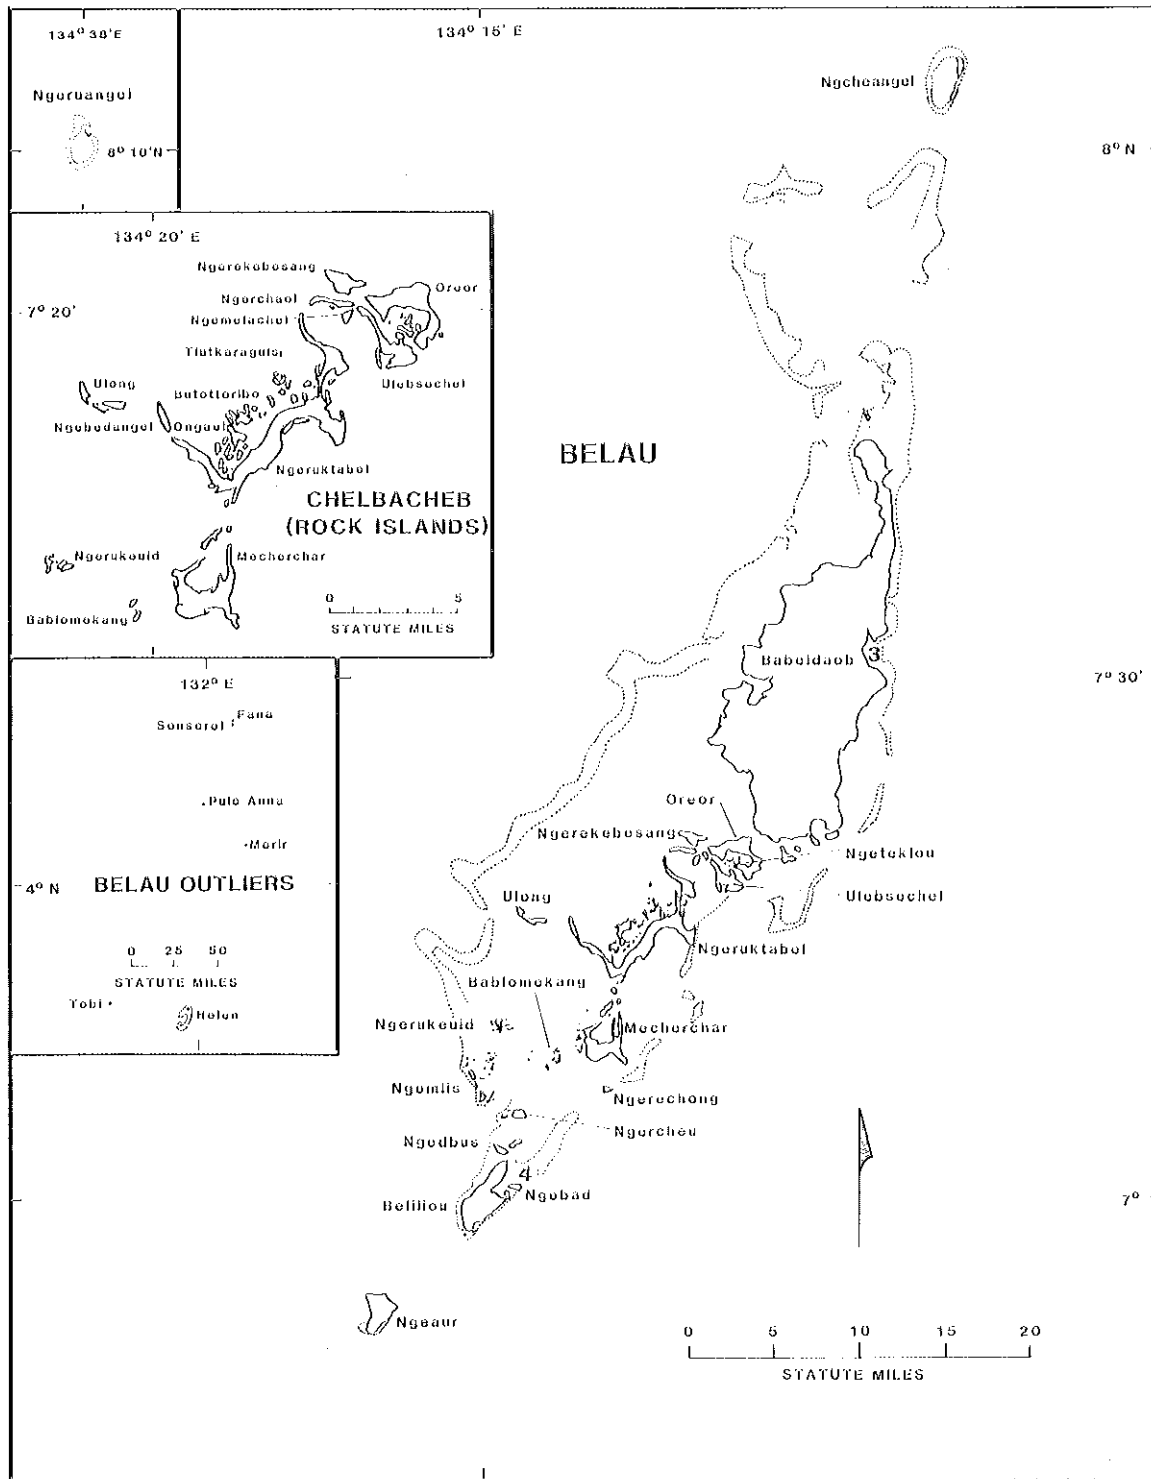 134° 38'E
Ngeruangel
8° 10'N
134° 15' E
Ngcheangel
8° N
134° 20' E
7° 20'
Ngerekebesang
Oreor
Ngerchaol
Ngemelachel
Tlutkaraguis
Ulebsechel
Ulong
Butottoribo
Ngebedangel
Ongael
Ngeruktabel
CHELBACHEB
(ROCK ISLANDS)
Ngerukeuid
Mecherchar
Bablomekang
0 5
STATUTE MILES
BELAU
Babeldaob
3
7° 30'
132° E
Fana
Sonsorol
Pulo Anna
Merir
4° N
BELAU OUTLIERS
0 25 50
STATUTE MILES
Tobi
Helen
Oreor
Ngerekebesang
Ngeteklou
Ulebsechel
Ulong
Ngeruktabel
Bablomekang
Ngerukeuid
Mecherchar
Ngemlis
Ngerechong
Ngercheu
Ngedbus
4
Ngebad
Beliliou
7°
Ngeaur
0 5 10 15 20
STATUTE MILES